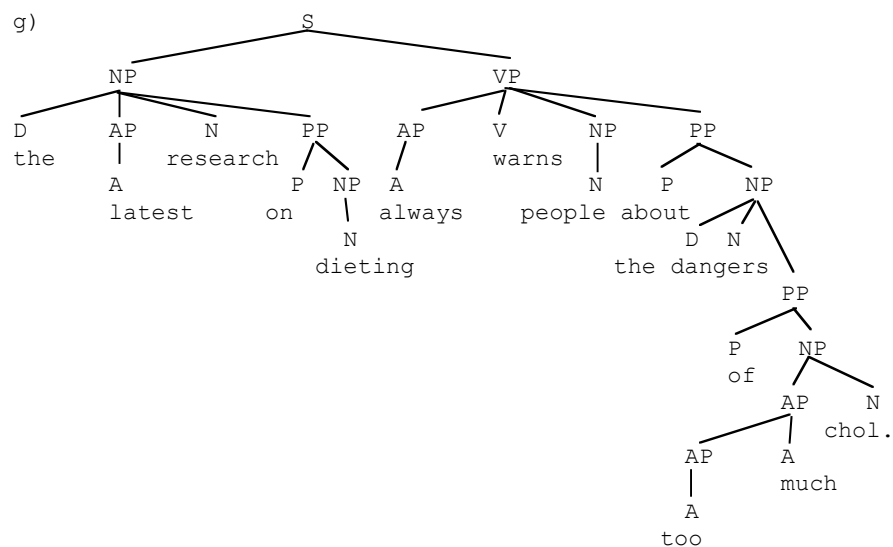 g) S
NP VP
D AP N PP AP V NP PP
the research warns
A P NP A N P NP
latest on always people about
N D N
dieting the dangers
PP
P NP
of
AP N
chol.
AP A
much
A
too